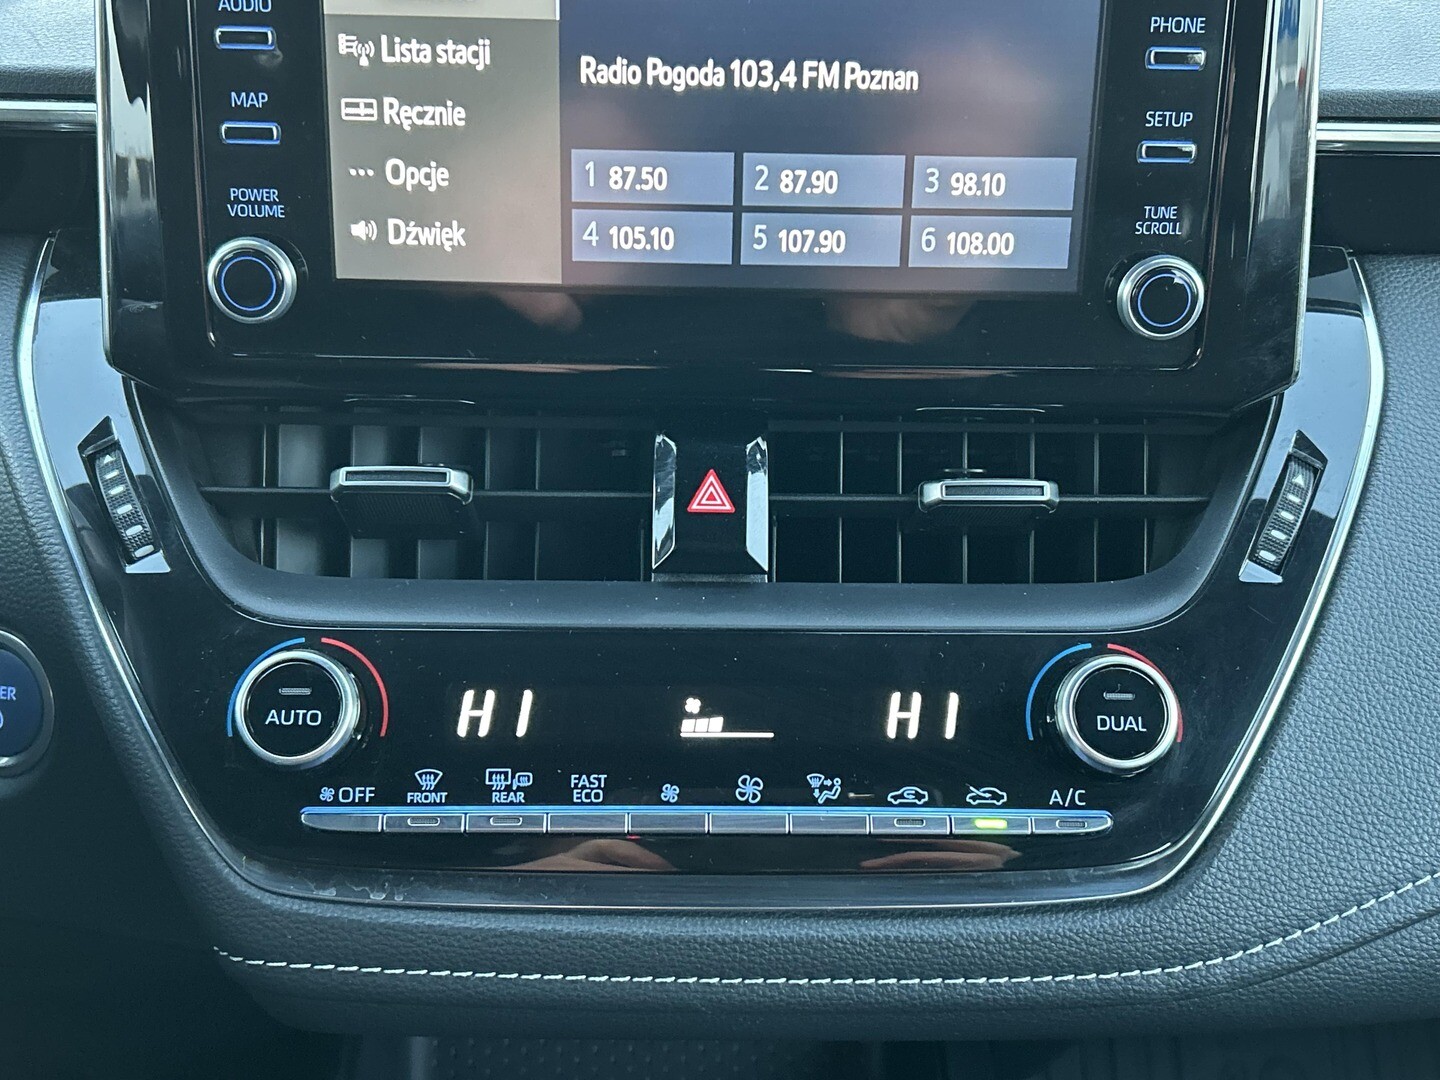 AUDIO
MAP
POWER
VOLUME
Lista stacji
Ręcznie
Opcje
Dźwięk
Radio Pogoda 103,4 FM Poznan
1 87.50
2 87.90
3 98.10
4 105.10
5 107.90
6 108.00
PHONE
SETUP
TUNE
SCROLL
AUTO
HI
HI
DUAL
OFF
FRONT
REAR
FAST
ECO
A/C